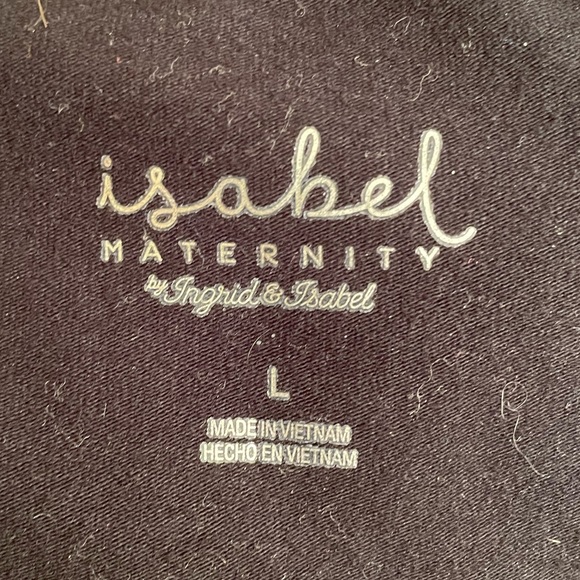 isabel
MATERNITY
by Ingrid & Isabel
L
MADE IN VIETNAM
HECHO EN VIETNAM